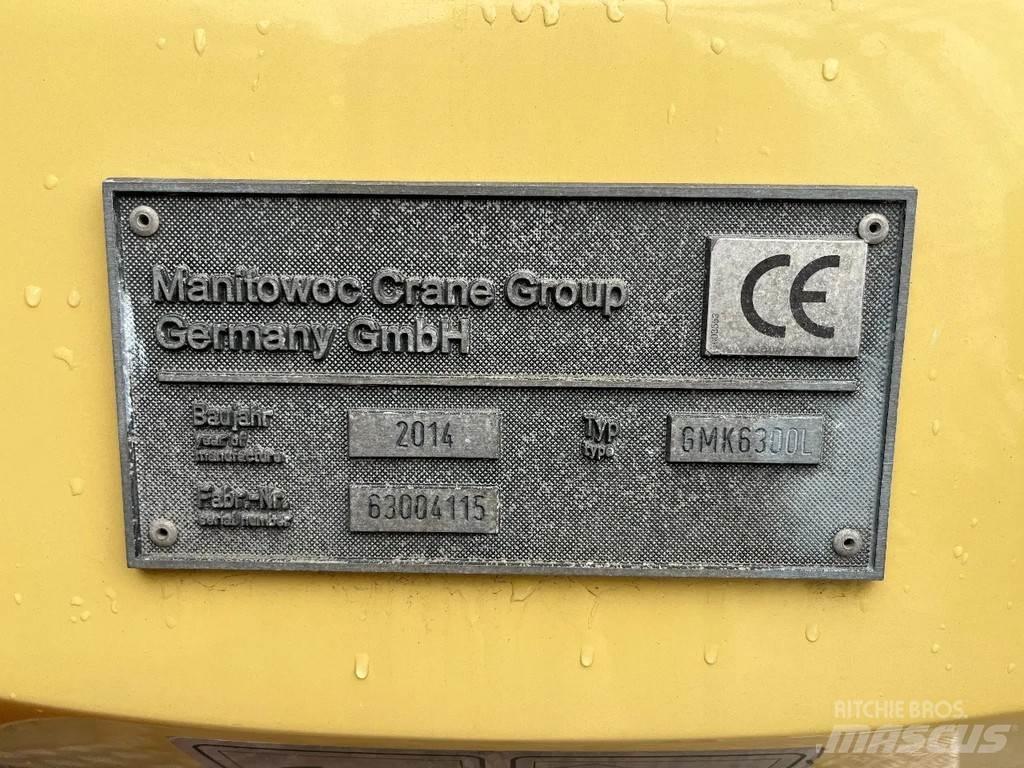 Manitowoc Crane Group
Germany GmbH
CE
Baujahr
year of
manufacture
2014
Typ
type
GMK6300L
Fabr.-Nr.
serial number
63004115
RITCHIE BROS.
MASCUS